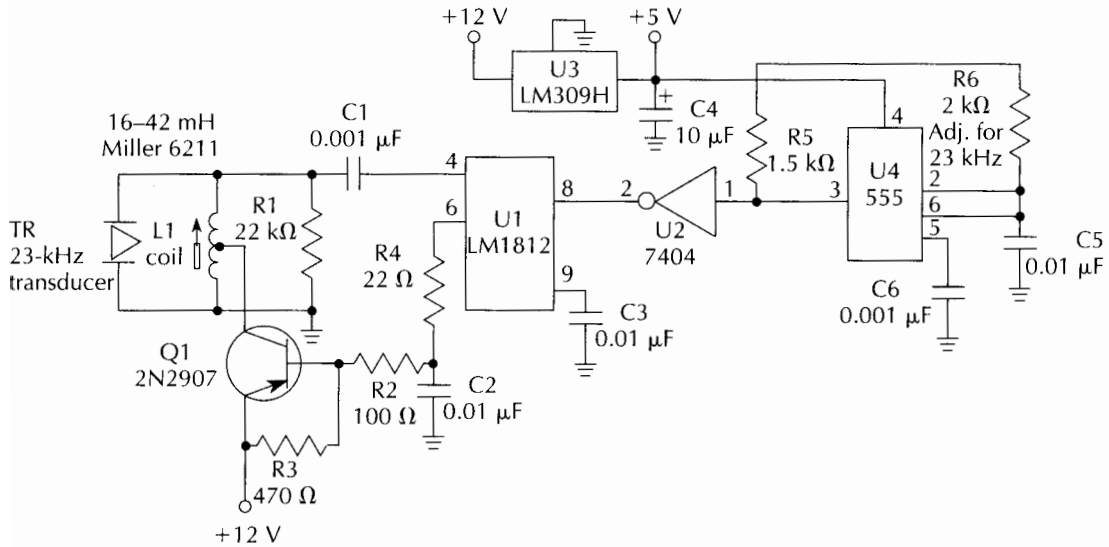 +12 V
+5 V
U3
LM309H
C4
10 µF
R6
2 kΩ
Adj. for
23 kHz
R5
1.5 kΩ
4
U4
555
3
2
6
5
C5
0.01 µF
C6
0.001 µF
C1
0.001 µF
16–42 mH
Miller 6211
TR
23-kHz
transducer
L1
coil
R1
22 kΩ
4
6
U1
LM1812
8
9
2
1
U2
7404
R4
22 Ω
C3
0.01 µF
Q1
2N2907
R2
100 Ω
C2
0.01 µF
R3
470 Ω
+12 V
+